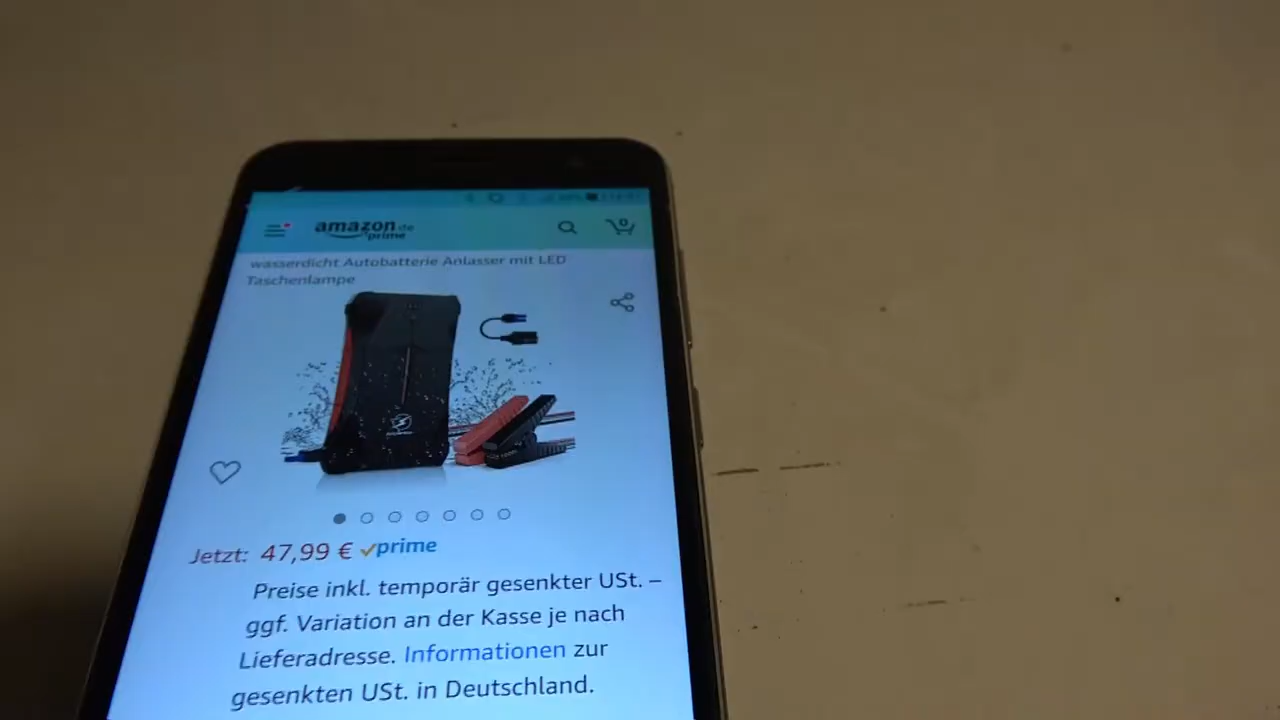 amazon.de
prime
0
wasserdicht Autobatterie Anlasser mit LED
Taschenlampe
Jetzt: 47,99 € prime
Preise inkl. temporär gesenkter USt. –
ggf. Variation an der Kasse je nach
Lieferadresse. Informationen zur
gesenkten USt. in Deutschland.